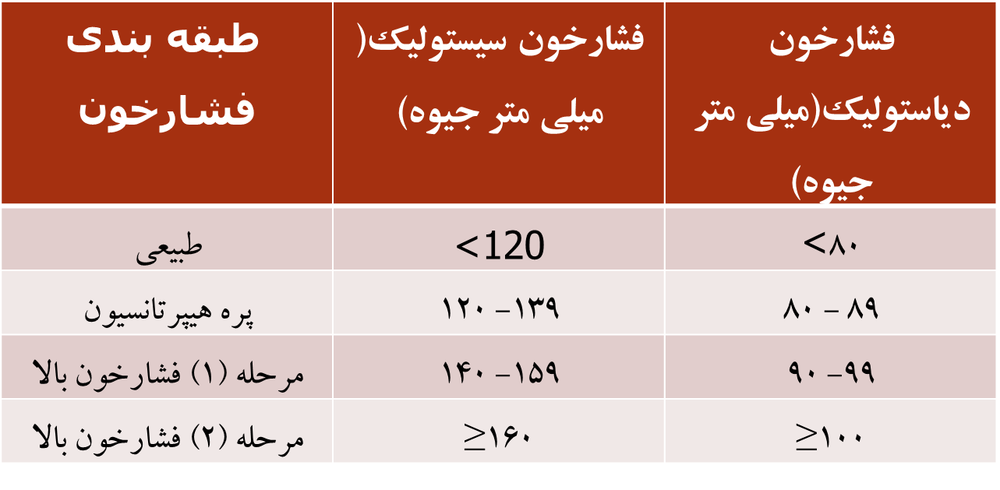 طبقه بندی
فشارخون
فشارخون سیستولیک(
میلی متر جیوه)
فشارخون
دیاستولیک(میلی متر
جیوه)
طبیعی
<120
<۸۰
پره هیپرتانسیون
۱۲۰ –۱۳۹
۸۰ – ۸۹
مرحله (۱) فشارخون بالا
۱۴۰ –۱۵۹
۹۰ –۹۹
مرحله (۲) فشارخون بالا
≥۱۶۰
≥۱۰۰